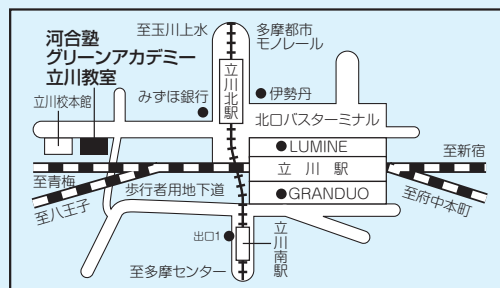 至玉川上水
多摩都市
モノレール
河合塾
グリーンアカデミー
立川教室
立川北駅
みずほ銀行
伊勢丹
立川校本館
北口バスターミナル
LUMINE
至新宿
立川駅
至青梅
歩行者用地下道
GRANDUO
至八王子
至府中本町
出口1
立川南駅
至多摩センター